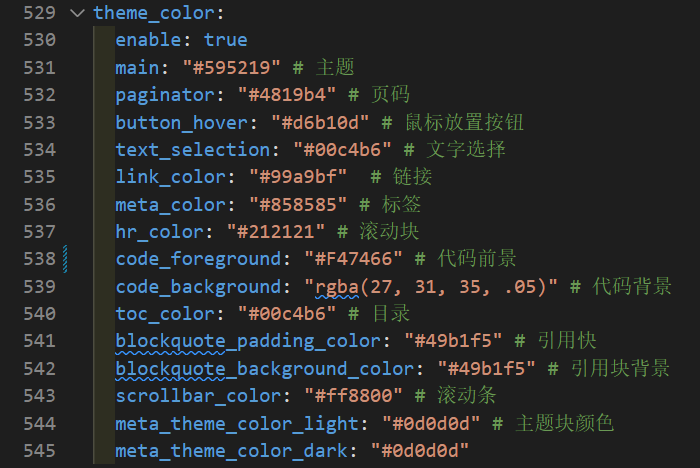 529 theme_color:
530 enable: true
531 main: "#595219" # 主题
532 paginator: "#4819b4" # 页码
533 button_hover: "#d6b10d" # 鼠标放置按钮
534 text_selection: "#00c4b6" # 文字选择
535 link_color: "#99a9bf"  # 链接
536 meta_color: "#858585" # 标签
537 hr_color: "#212121" # 滚动块
538 code_foreground: "#F47466" # 代码前景
539 code_background: "rgba(27, 31, 35, .05)" # 代码背景
540 toc_color: "#00c4b6" # 目录
541 blockquote_padding_color: "#49b1f5" # 引用快
542 blockquote_background_color: "#49b1f5" # 引用块背景
543 scrollbar_color: "#ff8800" # 滚动条
544 meta_theme_color_light: "#0d0d0d" # 主题块颜色
545 meta_theme_color_dark: "#0d0d0d"